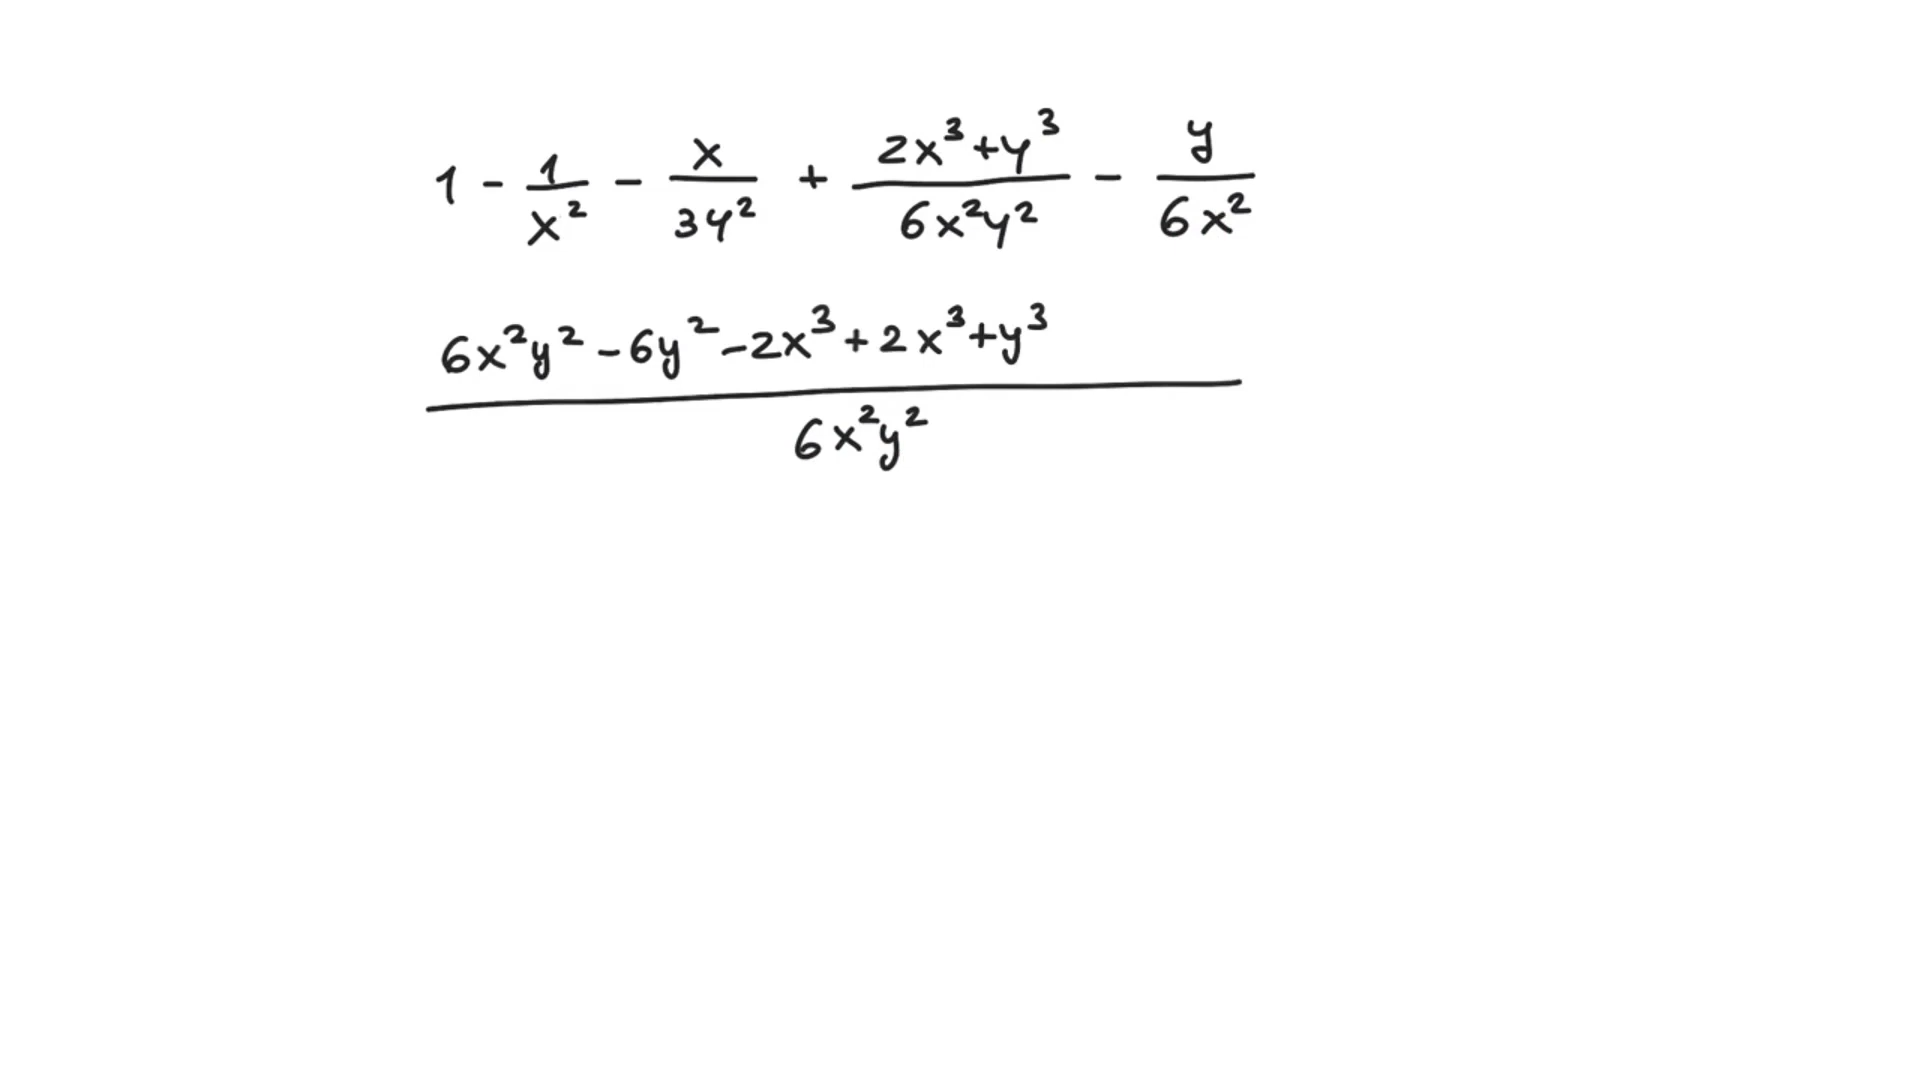 1 - 1/x² - x/3y² + (2x³+y³)/(6x²y²) - y/6x²
(6x²y² - 6y² - 2x³ + 2x³ + y³)/(6x²y²)